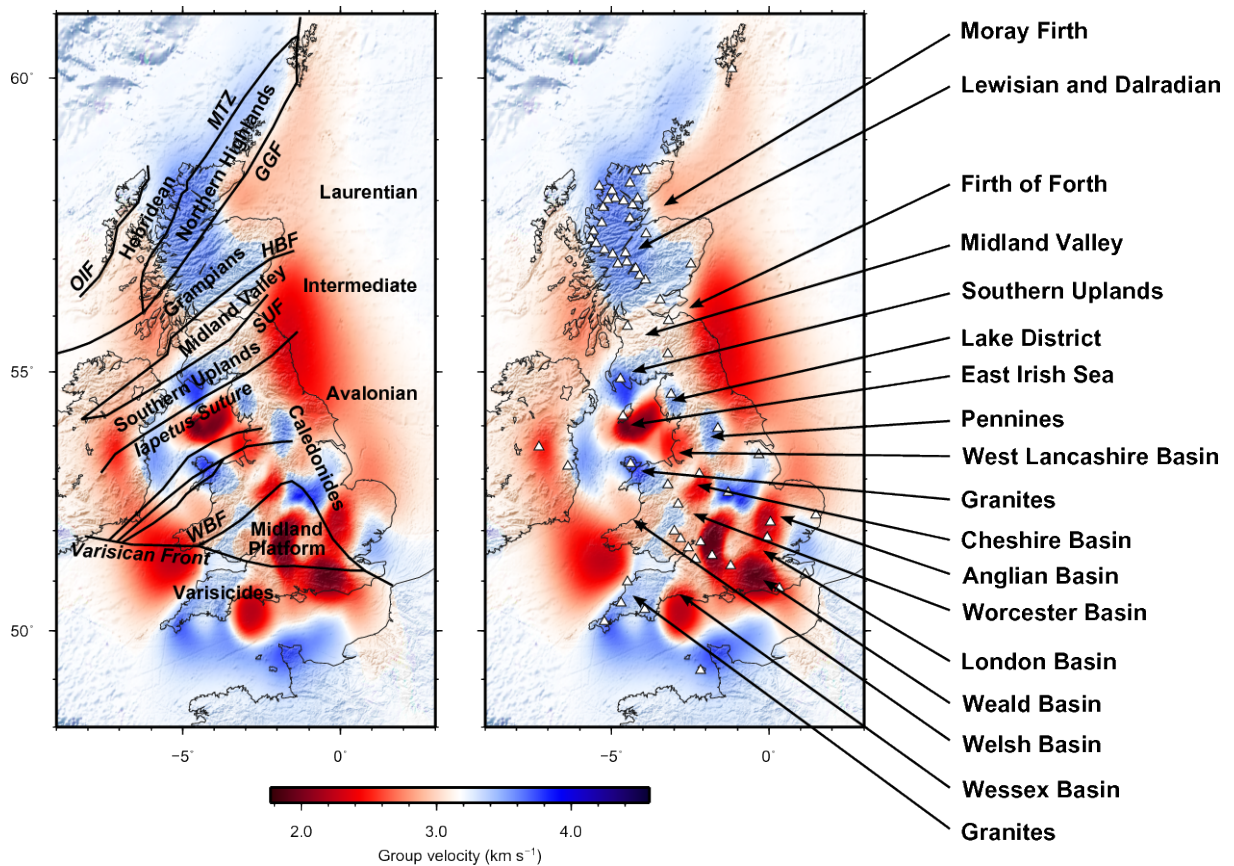 60°
55°
50°
MTZ
Northern Highlands
GGF
Hebridean
OIF
Laurentian
HBF
Grampians
Intermediate
Midland Valley
SUF
Southern Uplands
Avalonian
Iapetus Suture
Caledonides
WBF
Midland
Platform
Varisican Front
Varisicides
−5°
0°
−5°
0°
Moray Firth
Lewisian and Dalradian
Firth of Forth
Midland Valley
Southern Uplands
Lake District
East Irish Sea
Pennines
West Lancashire Basin
Granites
Cheshire Basin
Anglian Basin
Worcester Basin
London Basin
Weald Basin
Welsh Basin
Wessex Basin
Granites
2.0
3.0
4.0
Group velocity (km s⁻¹)